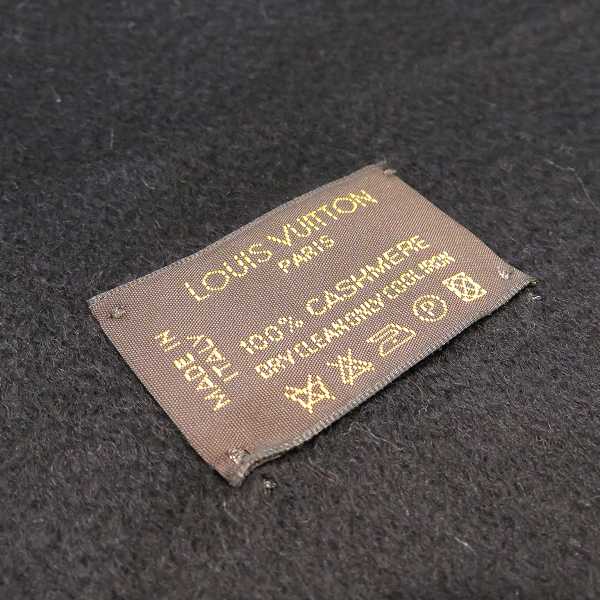 LOUIS VUITTON
PARIS
100% CASHMERE
DRY CLEAN ONLY COOL IRON
MADE IN
ITALY
P